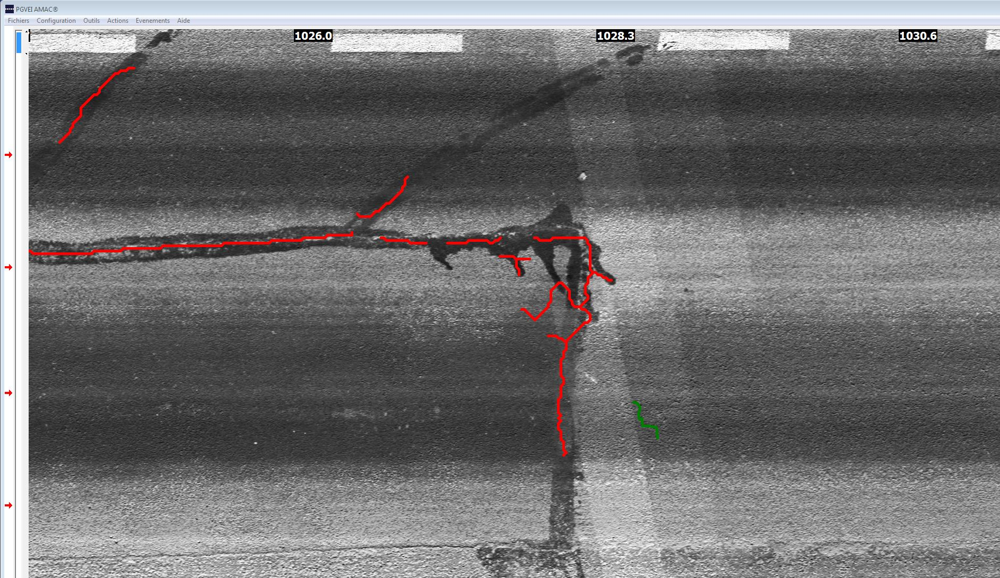 PGVEI AMAC®
Fichiers Configuration Outils Actions Evenements Aide
1026.0 1028.3 1030.6